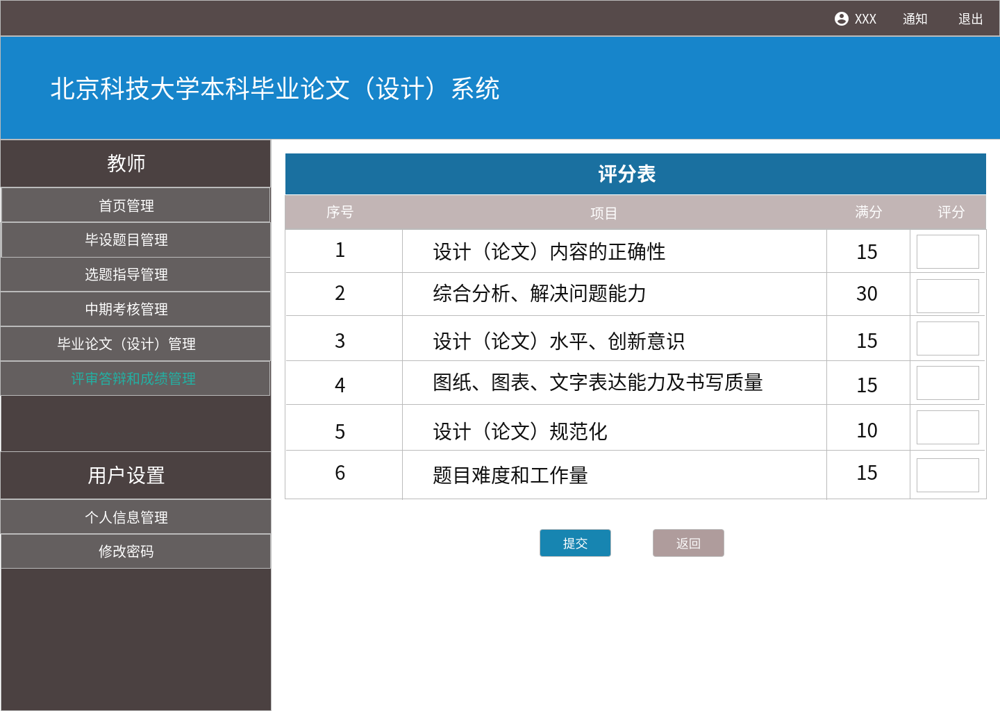 XXX 通知 退出
北京科技大学本科毕业论文（设计）系统
教师
首页管理
毕设题目管理
选题指导管理
中期考核管理
毕业论文（设计）管理
评审答辩和成绩管理
用户设置
个人信息管理
修改密码
评分表
序号 项目 满分 评分
1 设计（论文）内容的正确性 15
2 综合分析、解决问题能力 30
3 设计（论文）水平、创新意识 15
4 图纸、图表、文字表达能力及书写质量 15
5 设计（论文）规范化 10
6 题目难度和工作量 15
提交 返回